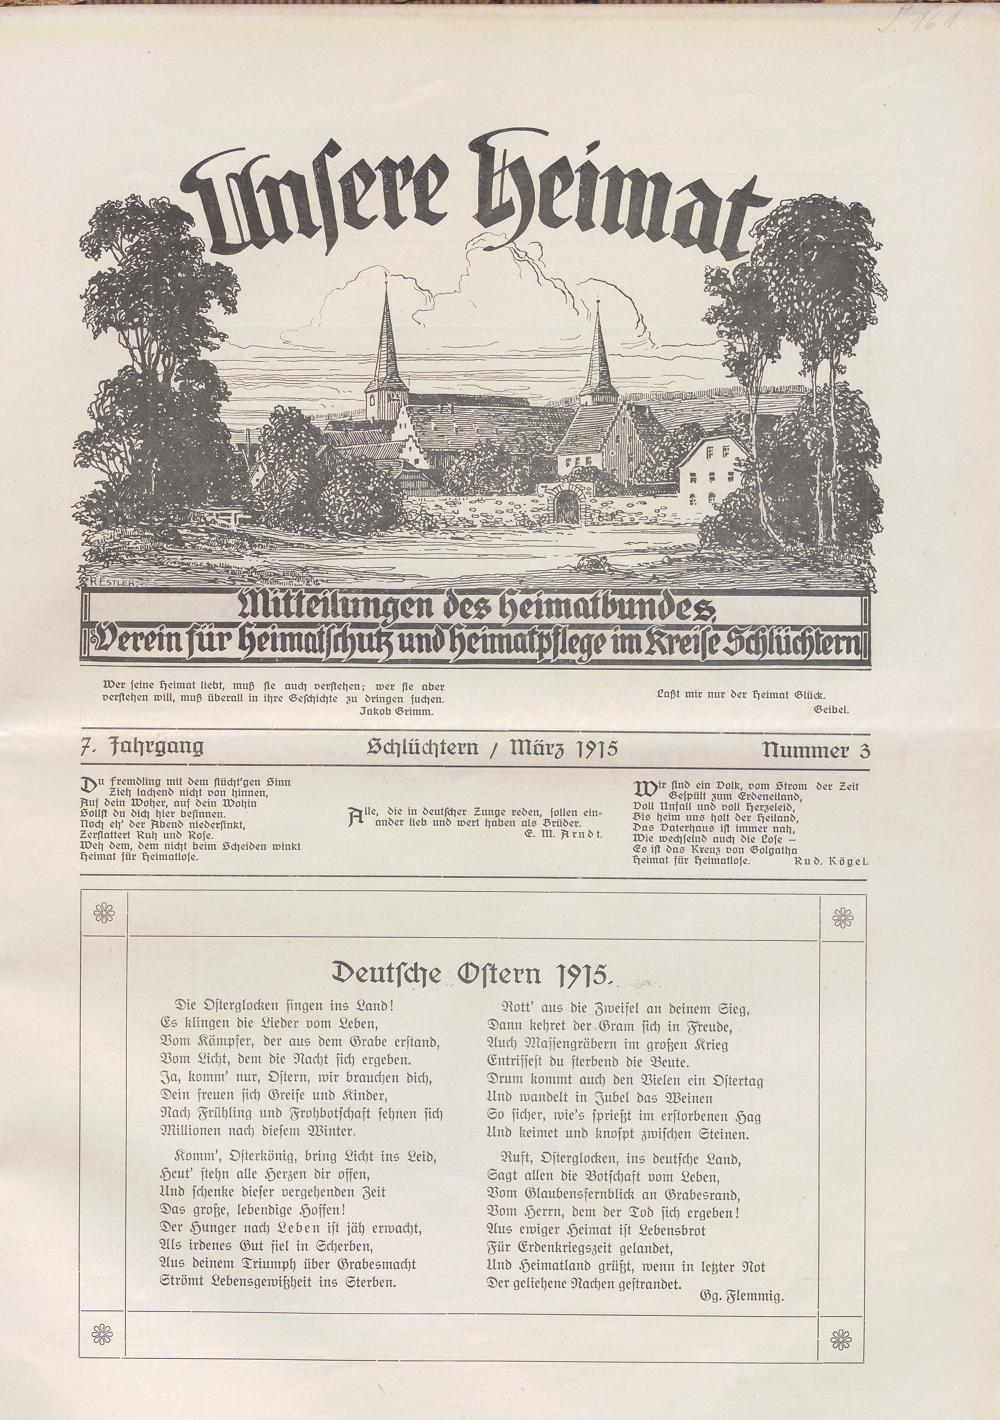 S. 161
Unsere Heimat
R. ESTLER.
Mitteilungen des Heimatbundes,
Verein für Heimatschutz und Heimatpflege im Kreise Schlüchtern
Wer seine Heimat liebt, muß sie auch verstehen; wer sie aber
verstehen will, muß überall in ihre Geschichte zu dringen suchen.
Jakob Grimm.
Laßt mir nur der Heimat Glück.
Geibel.
7. Jahrgang
Schlüchtern / März 1915
Nummer 3
Du Fremdling mit dem flücht'gen Sinn
Zieh lachend nicht von hinnen,
Auf dein Woher, auf dein Wohin
Sollst du dich hier besinnen.
Noch eh' der Abend niedersinkt,
Zerflattert Ruh und Rose.
Weh dem, dem nicht beim Scheiden winkt
Heimat für Heimatlose.
Alle, die in deutscher Zunge reden, sollen ein-
ander lieb und wert haben als Brüder.
E. M. Arndt.
Wir sind ein Volk, vom Strom der Zeit
Gespült zum Erdeneiland,
Voll Unfall und voll Herzeleid,
Bis heim uns holt der Heiland,
Das Vaterhaus ist immer nah,
Wie wechselnd auch die Lose –
Es ist das Kreuz von Golgatha
Heimat für Heimatlose.
Rud. Kögel.
Deutsche Ostern 1915.
Die Osterglocken singen ins Land!
Es klingen die Lieder vom Leben,
Vom Kämpfer, der aus dem Grabe erstand,
Vom Licht, dem die Nacht sich ergeben.
Ja, komm' nur, Ostern, wir brauchen dich,
Dein freuen sich Greise und Kinder,
Nach Frühling und Frohbotschaft sehnen sich
Millionen nach diesem Winter.
Komm', Osterkönig, bring Licht ins Leid,
Heut' stehn alle Herzen dir offen,
Und schenke dieser vergehenden Zeit
Das große, lebendige Hoffen!
Der Hunger nach Leben ist jäh erwacht,
Als irdenes Gut fiel in Scherben,
Aus deinem Triumph über Grabesmacht
Strömt Lebensgewißheit ins Sterben.
Rott' aus die Zweifel an deinem Sieg,
Dann kehret der Gram sich in Freude,
Auch Massengräbern im großen Krieg
Entrissest du sterbend die Beute.
Drum kommt auch den Vielen ein Ostertag
Und wandelt in Jubel das Weinen
So sicher, wie's sprießt im erstorbenen Hag
Und keimet und knospt zwischen Steinen.
Ruft, Osterglocken, ins deutsche Land,
Sagt allen die Botschaft vom Leben,
Vom Glaubensfernblick an Grabesrand,
Vom Herrn, dem der Tod sich ergeben!
Aus ewiger Heimat ist Lebensbrot
Für Erdenkriegszeit gelandet,
Und Heimatland grüßt, wenn in letzter Not
Der geliehene Nachen gestrandet.
Gg. Flemmig.